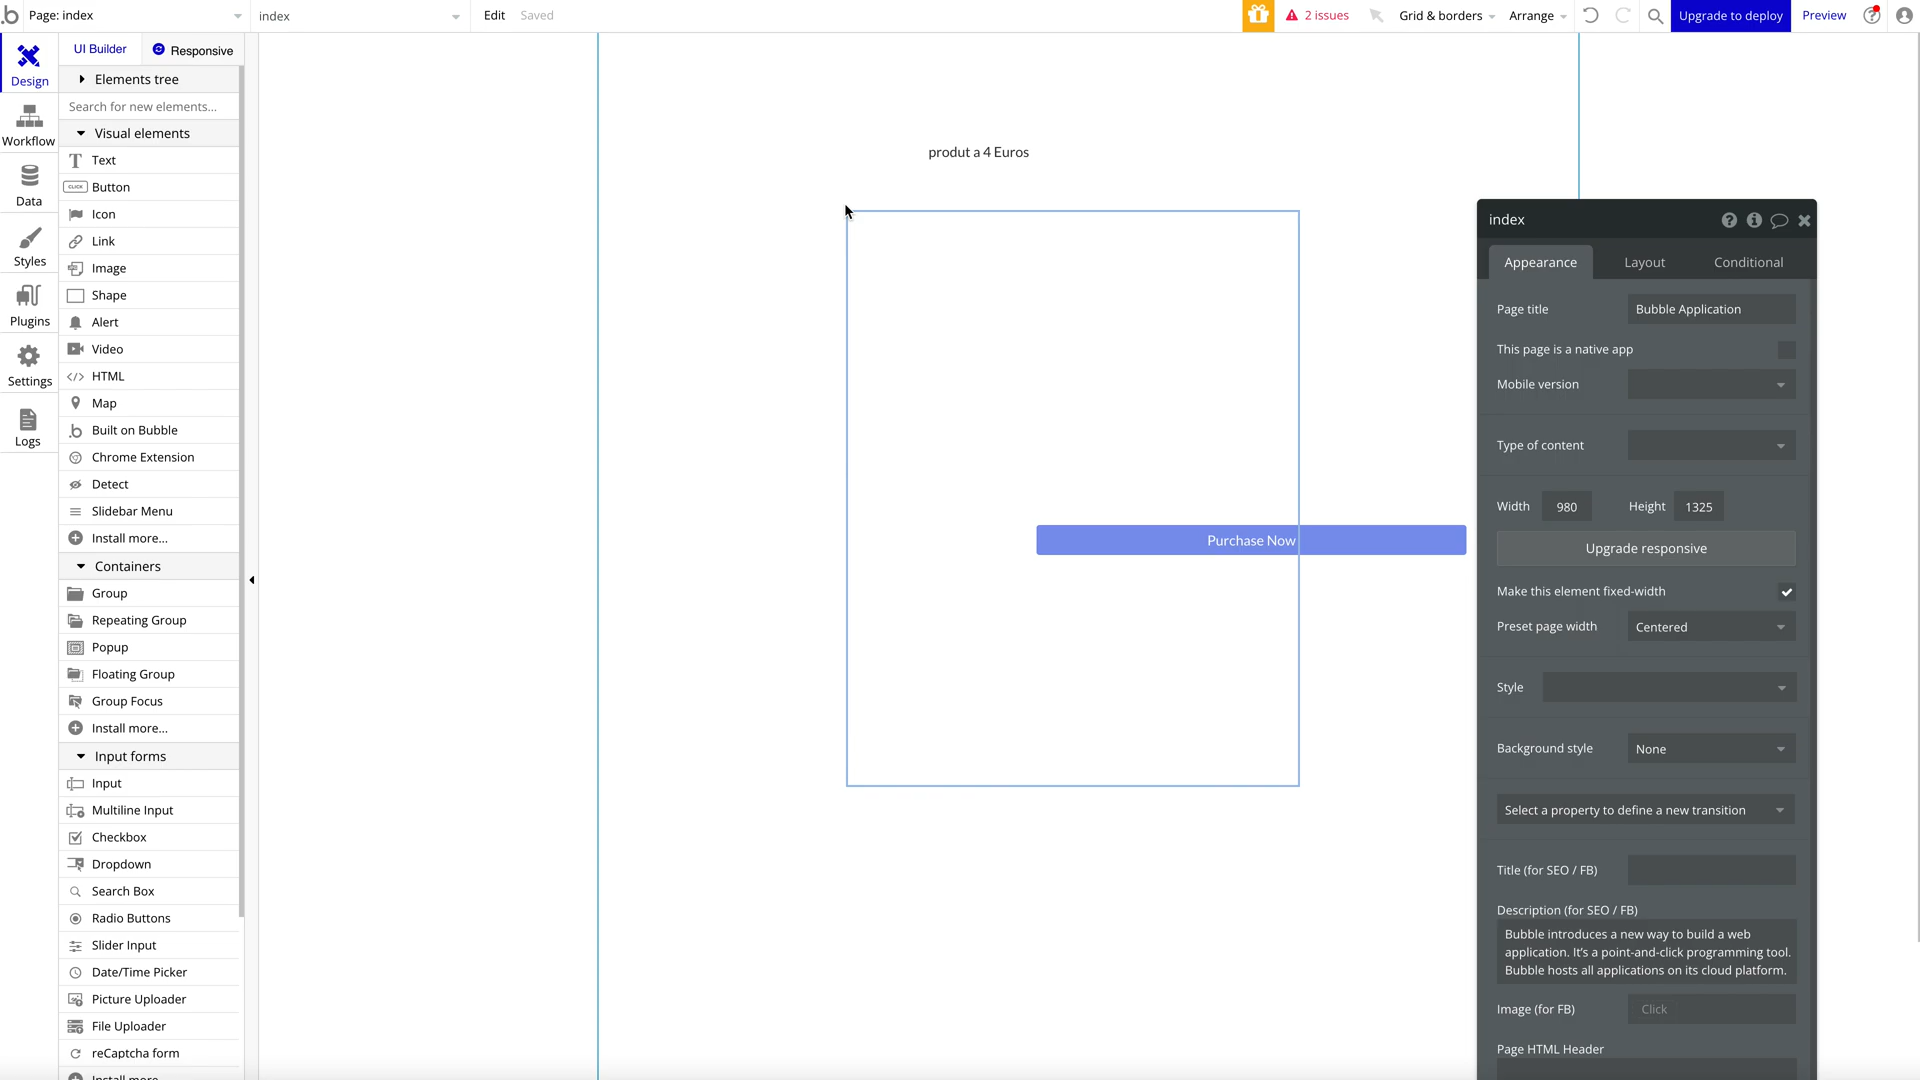 Page: index
index
Edit
Saved
2 issues
Grid & borders
Arrange
Upgrade to deploy
Preview
Design
Workflow
Data
Styles
Plugins
Settings
Logs
UI Builder
Responsive
Elements tree
Search for new elements...
Visual elements
Text
CLICK
Button
Icon
Link
Image
Shape
Alert
Video
HTML
Map
Built on Bubble
Chrome Extension
Detect
Slidebar Menu
Install more...
Containers
Group
Repeating Group
Popup
Floating Group
Group Focus
Install more...
Input forms
Input
Multiline Input
Checkbox
Dropdown
Search Box
Radio Buttons
Slider Input
Date/Time Picker
Picture Uploader
File Uploader
reCaptcha form
Install more...
produt a 4 Euros
Purchase Now
index
Appearance
Layout
Conditional
Page title
Bubble Application
This page is a native app
Mobile version
Type of content
Width
980
Height
1325
Upgrade responsive
Make this element fixed-width
Preset page width
Centered
Style
Background style
None
Select a property to define a new transition
Title (for SEO / FB)
Description (for SEO / FB)
Bubble introduces a new way to build a web
application. It's a point-and-click programming tool.
Bubble hosts all applications on its cloud platform.
Image (for FB)
Click
Page HTML Header